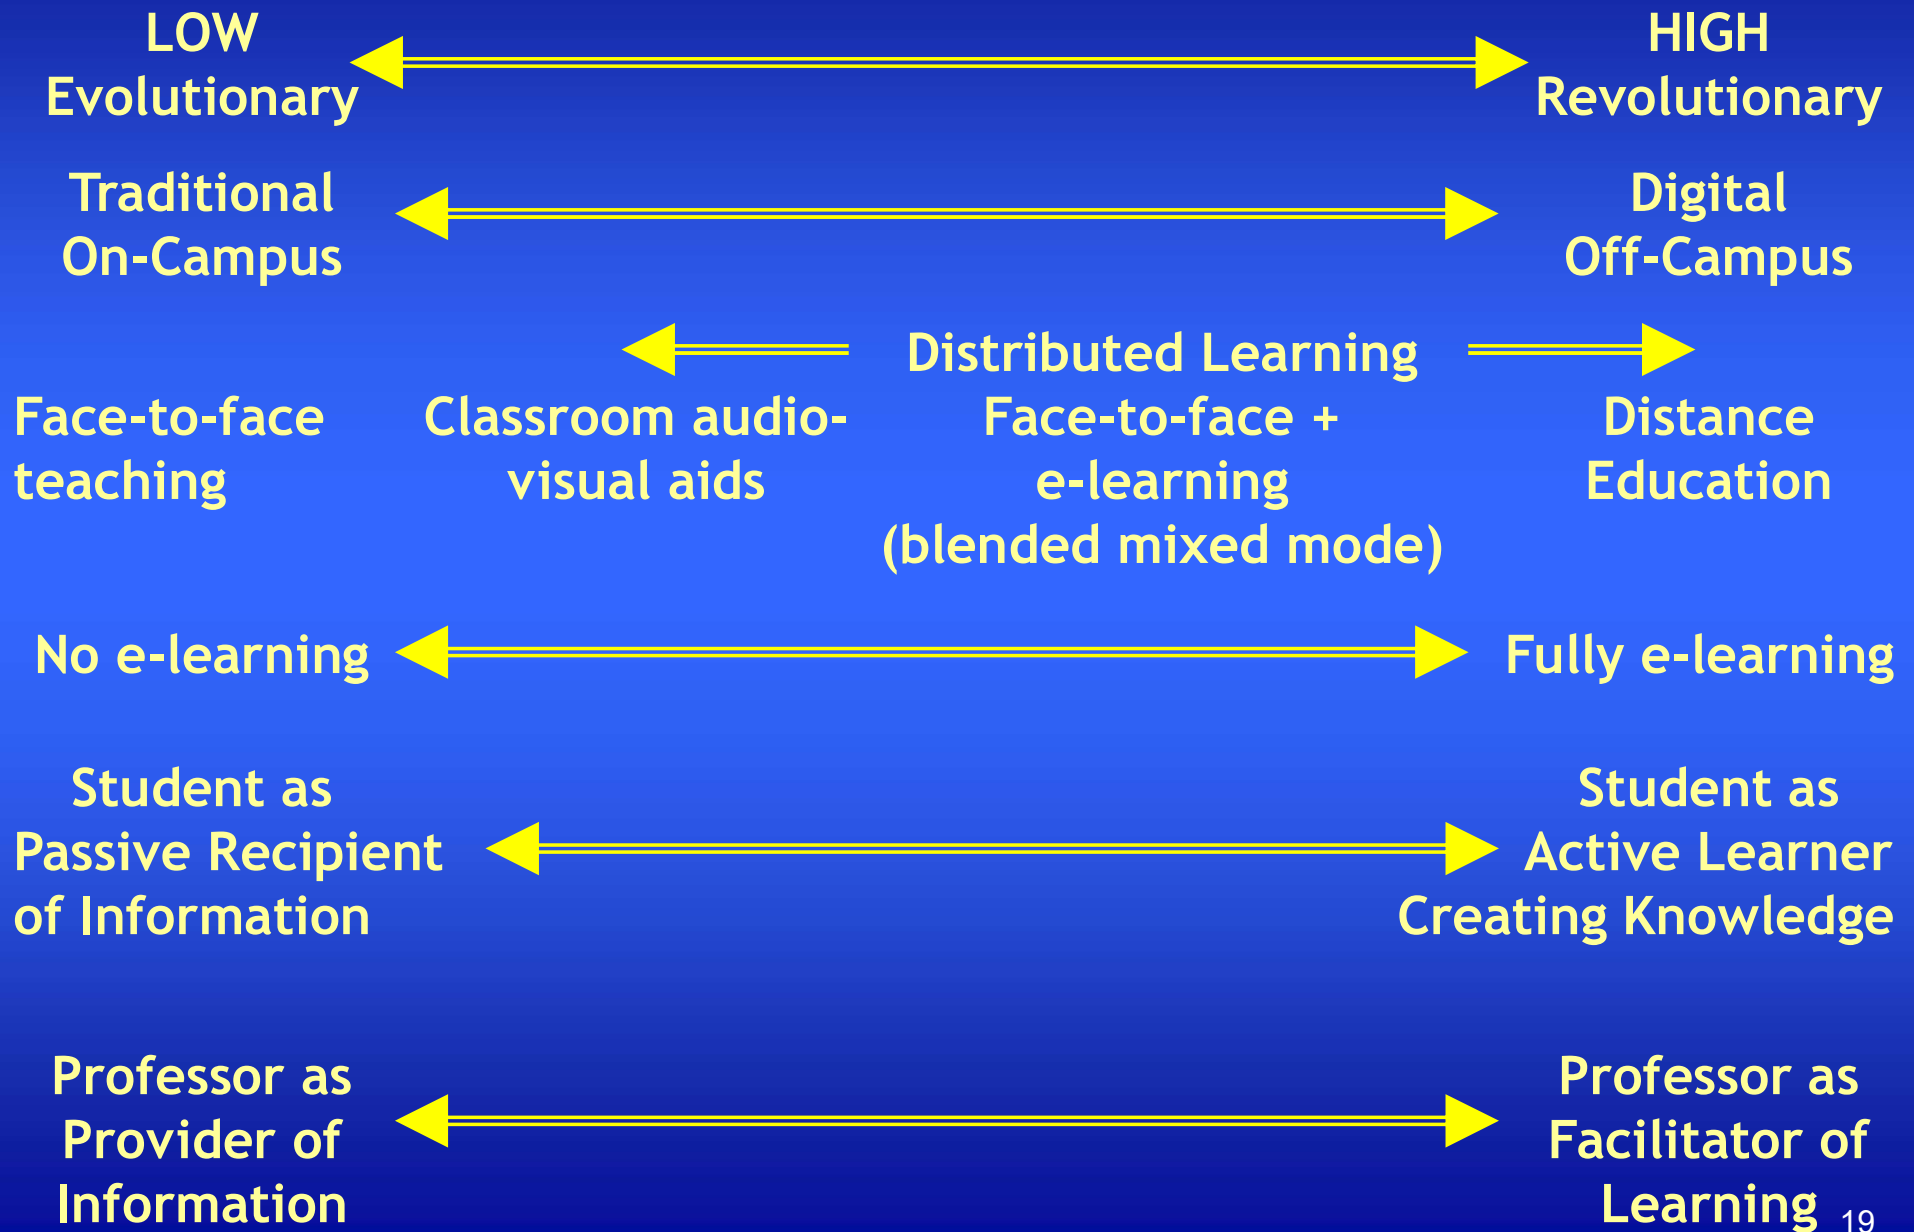 LOW
Evolutionary
HIGH
Revolutionary
Traditional
On-Campus
Digital
Off-Campus
Distributed Learning
Face-to-face
teaching
Classroom audio-
visual aids
Face-to-face +
e-learning
(blended mixed mode)
Distance
Education
No e-learning
Fully e-learning
Student as
Passive Recipient
of Information
Student as
Active Learner
Creating Knowledge
Professor as
Provider of
Information
Professor as
Facilitator of
Learning
19